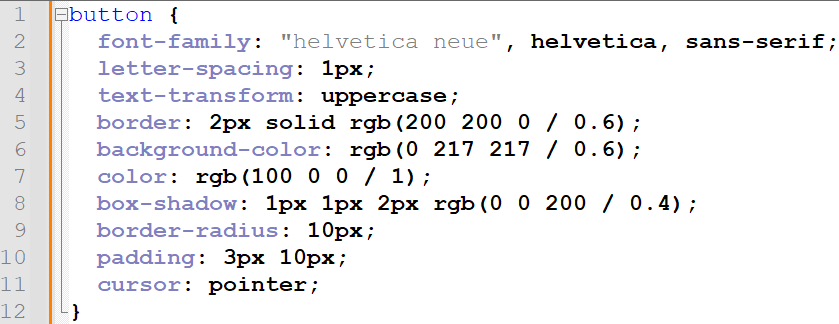 1 button {
2 font-family: "helvetica neue", helvetica, sans-serif;
3 letter-spacing: 1px;
4 text-transform: uppercase;
5 border: 2px solid rgb(200 200 0 / 0.6);
6 background-color: rgb(0 217 217 / 0.6);
7 color: rgb(100 0 0 / 1);
8 box-shadow: 1px 1px 2px rgb(0 0 200 / 0.4);
9 border-radius: 10px;
10 padding: 3px 10px;
11 cursor: pointer;
12 }